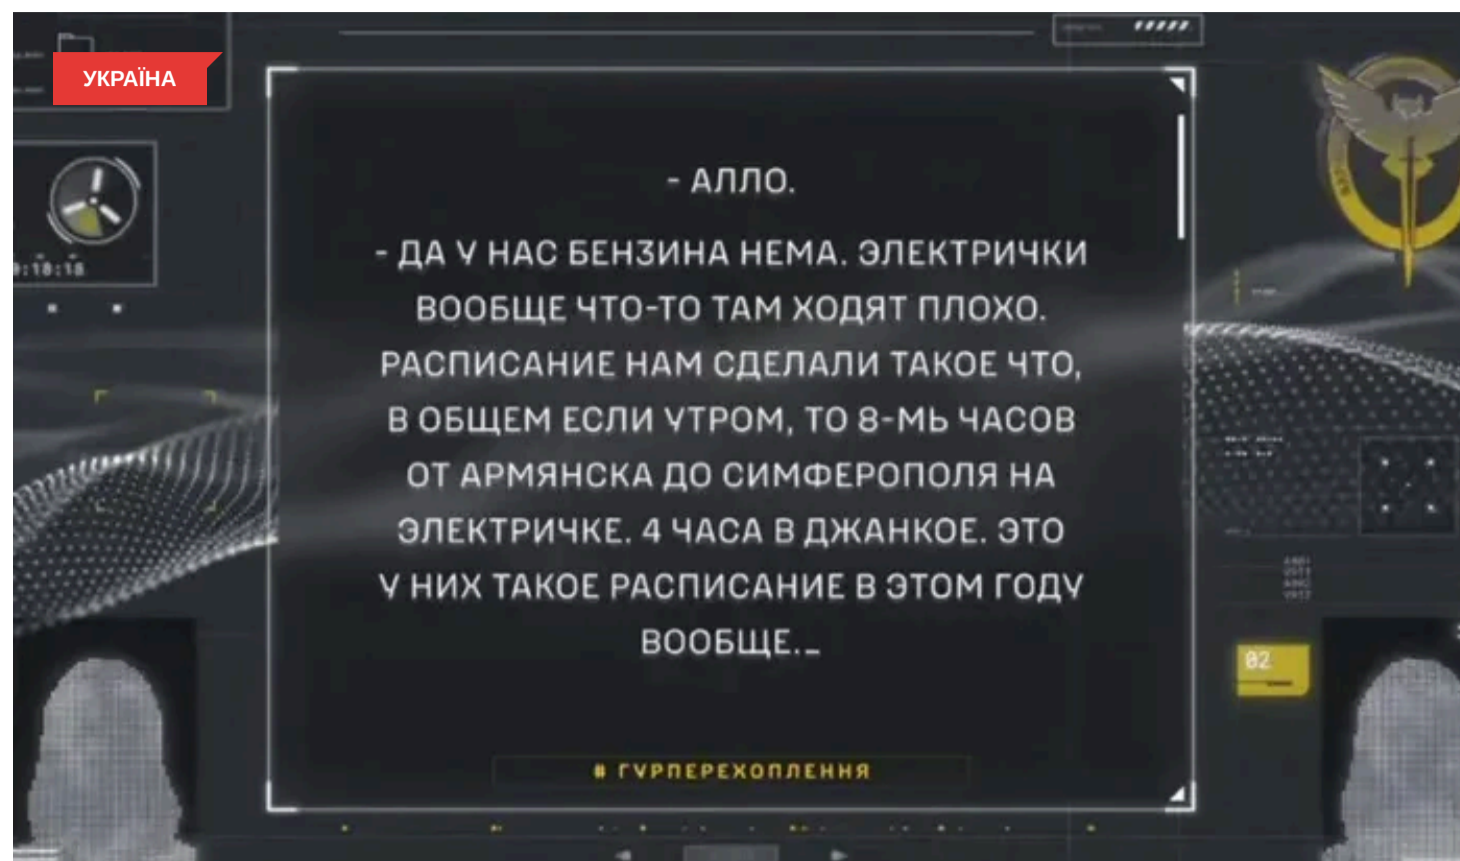 УКРАЇНА
- АЛЛО.
- ДА У НАС БЕНЗИНА НЕМА. ЭЛЕКТРИЧКИ
ВООБЩЕ ЧТО-ТО ТАМ ХОДЯТ ПЛОХО.
РАСПИСАНИЕ НАМ СДЕЛАЛИ ТАКОЕ ЧТО,
В ОБЩЕМ ЕСЛИ УТРОМ, ТО 8-МЬ ЧАСОВ
ОТ АРМЯНСКА ДО СИМФЕРОПОЛЯ НА
ЭЛЕКТРИЧКЕ. 4 ЧАСА В ДЖАНКОЕ. ЭТО
У НИХ ТАКОЕ РАСПИСАНИЕ В ЭТОМ ГОДУ
ВООБЩЕ._
02
# ГУРПЕРЕХОПЛЕННЯ